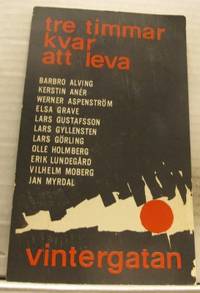 tre timmar
kvar
att leva
BARBRO ALVING
KERSTIN ANÉR
WERNER ASPENSTRÖM
ELSA GRAVE
LARS GUSTAFSSON
LARS GYLLENSTEN
LARS GÖRLING
OLLE HOLMBERG
ERIK LUNDEGÅRD
VILHELM MOBERG
JAN MYRDAL
vintergatan